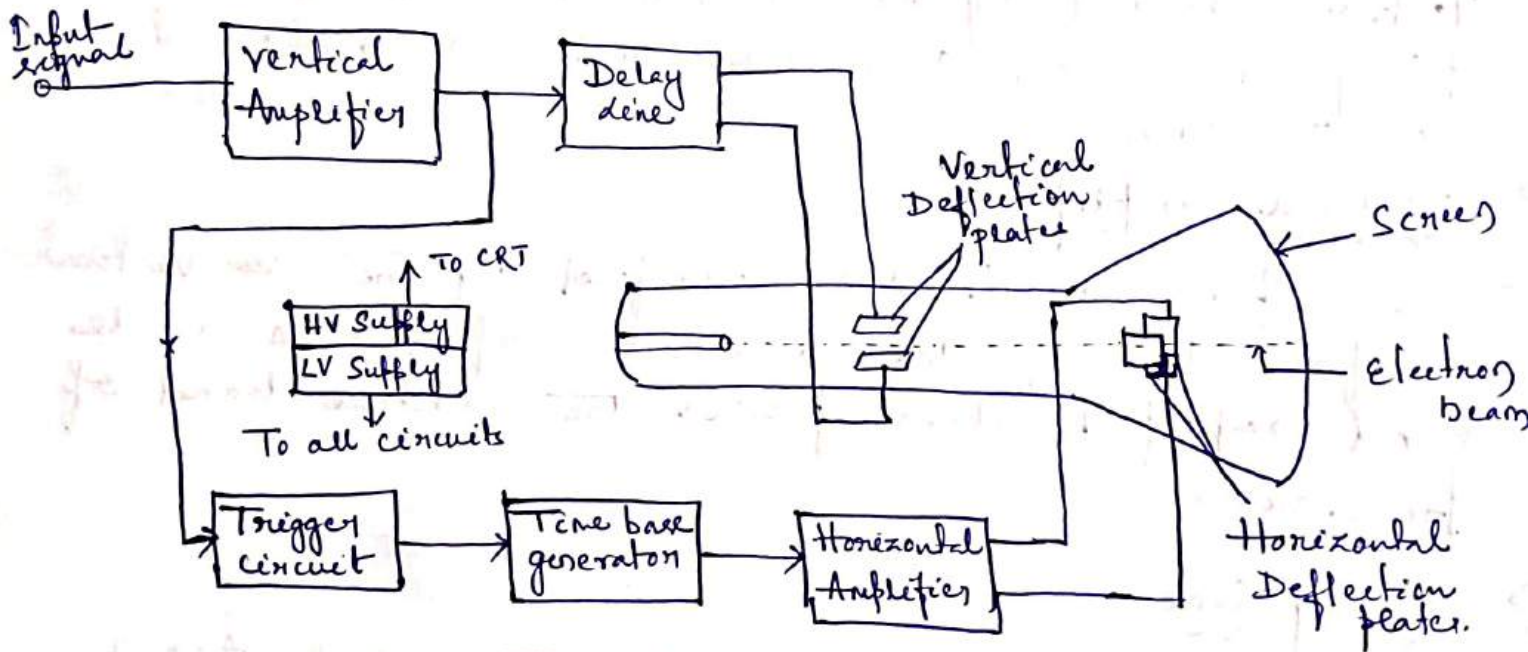 Input
signal
Vertical
Amplifier
Delay
Line
Vertical
Deflection
plates
Screen
TO CRT
HV Supply
LV Supply
To all circuits
Electron
beam
Trigger
circuit
Time base
generator
Horizontal
Amplifier
Horizontal
Deflection
plates.